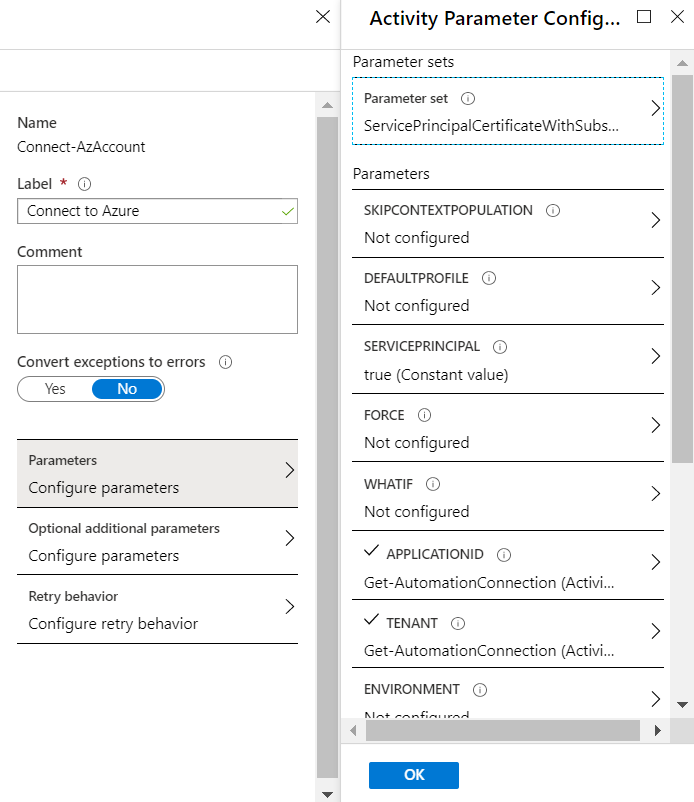 Name
Connect-AzAccount
Label *
Connect to Azure
Comment
Convert exceptions to errors
Yes No
Parameters
Configure parameters
Optional additional parameters
Configure parameters
Retry behavior
Configure retry behavior
Activity Parameter Config...
Parameter sets
Parameter set
ServicePrincipalCertificateWithSubs...
Parameters
SKIPCONTEXTPOPULATION
Not configured
DEFAULTPROFILE
Not configured
SERVICEPRINCIPAL
true (Constant value)
FORCE
Not configured
WHATIF
Not configured
APPLICATIONID
Get-AutomationConnection (Activi...
TENANT
Get-AutomationConnection (Activi...
ENVIRONMENT
Not configured
OK